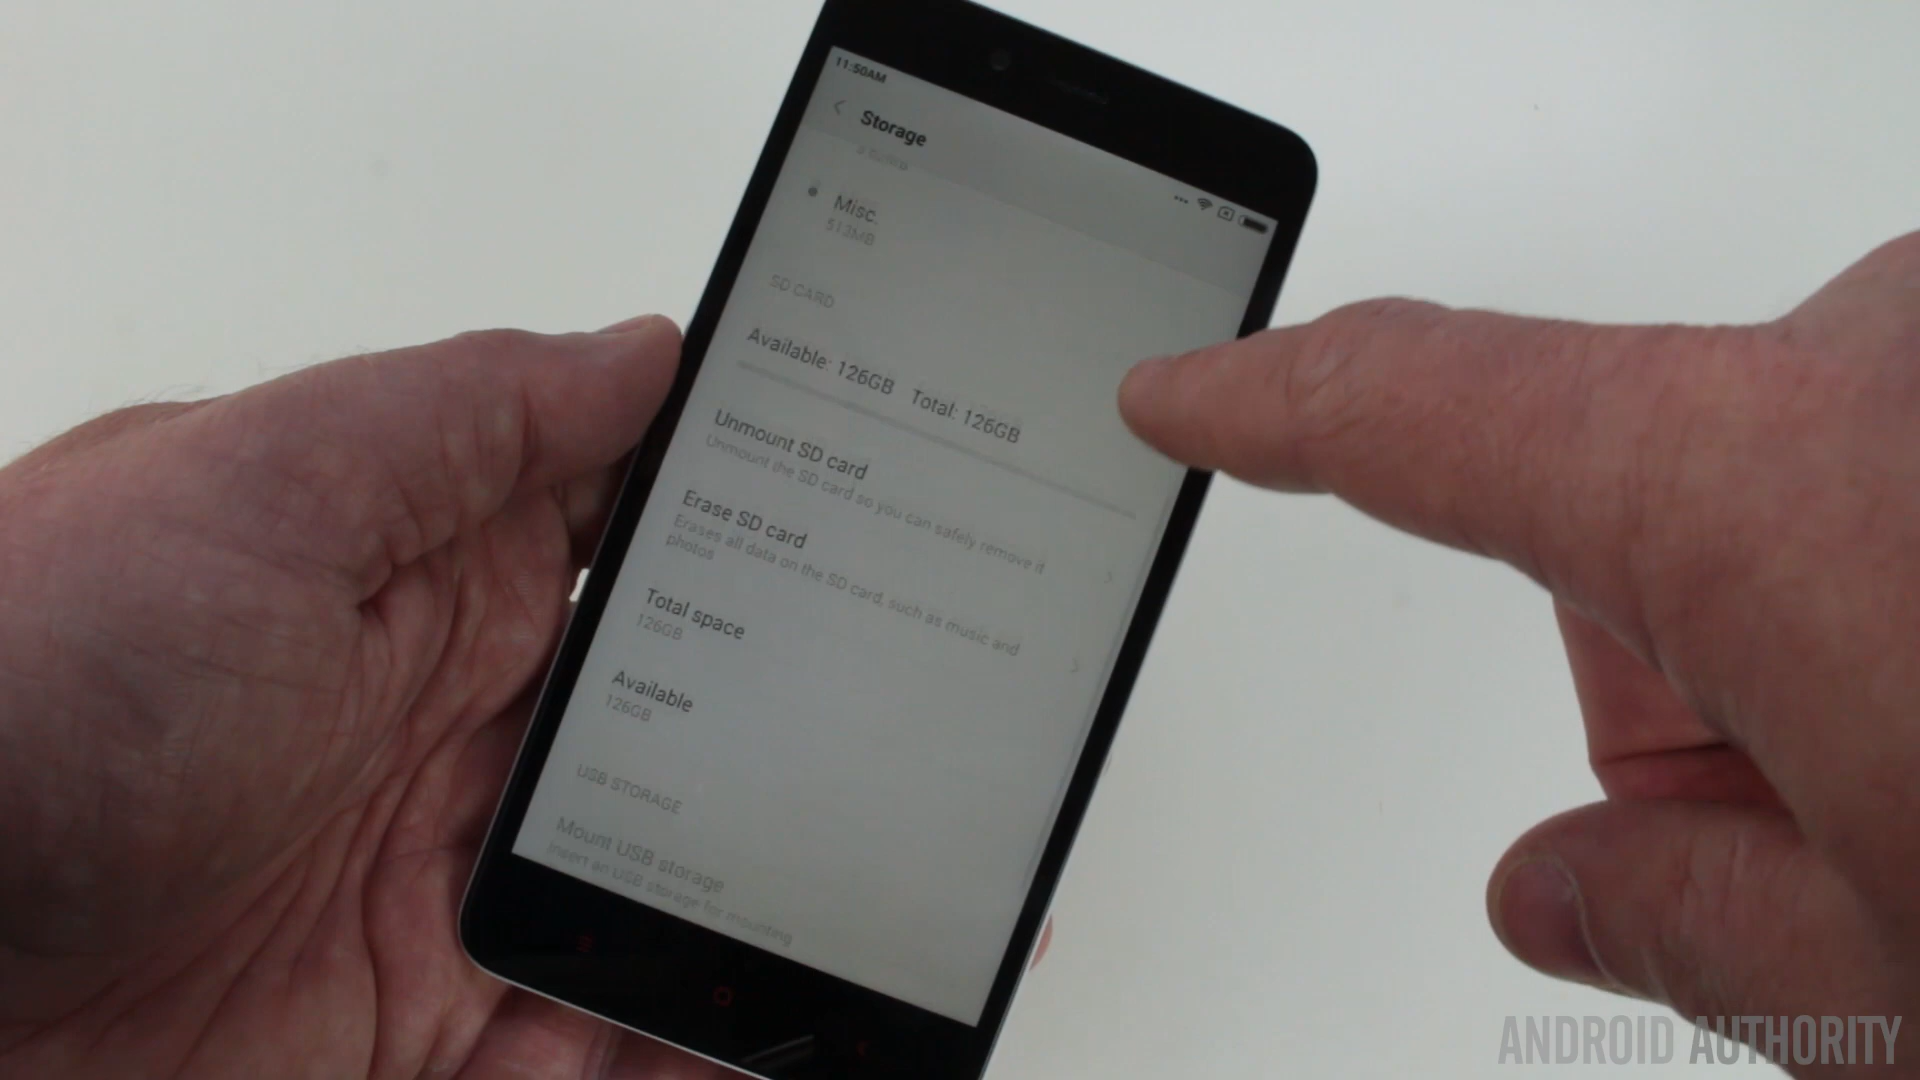 11:50AM
Storage
Misc.
513MB
SD CARD
Available: 126GB Total: 126GB
Unmount SD card
Unmount the SD card so you can safely remove it
Erase SD card
Erases all data on the SD card, such as music and
photos
Total space
126GB
Available
126GB
USB STORAGE
Mount USB storage
Insert an USB storage for mounting
ANDROID AUTHORITY